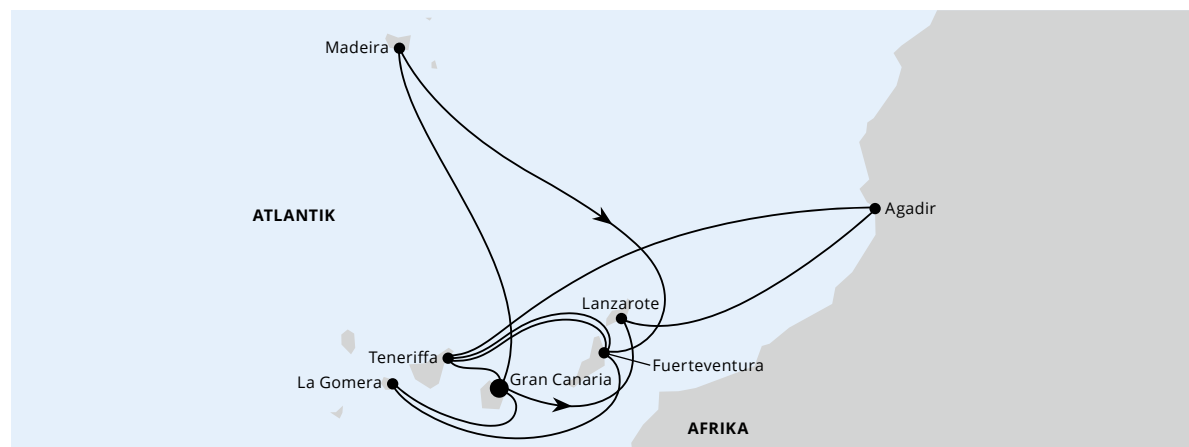 Madeira
ATLANTIK
Agadir
Lanzarote
Teneriffa
Fuerteventura
La Gomera
Gran Canaria
AFRIKA